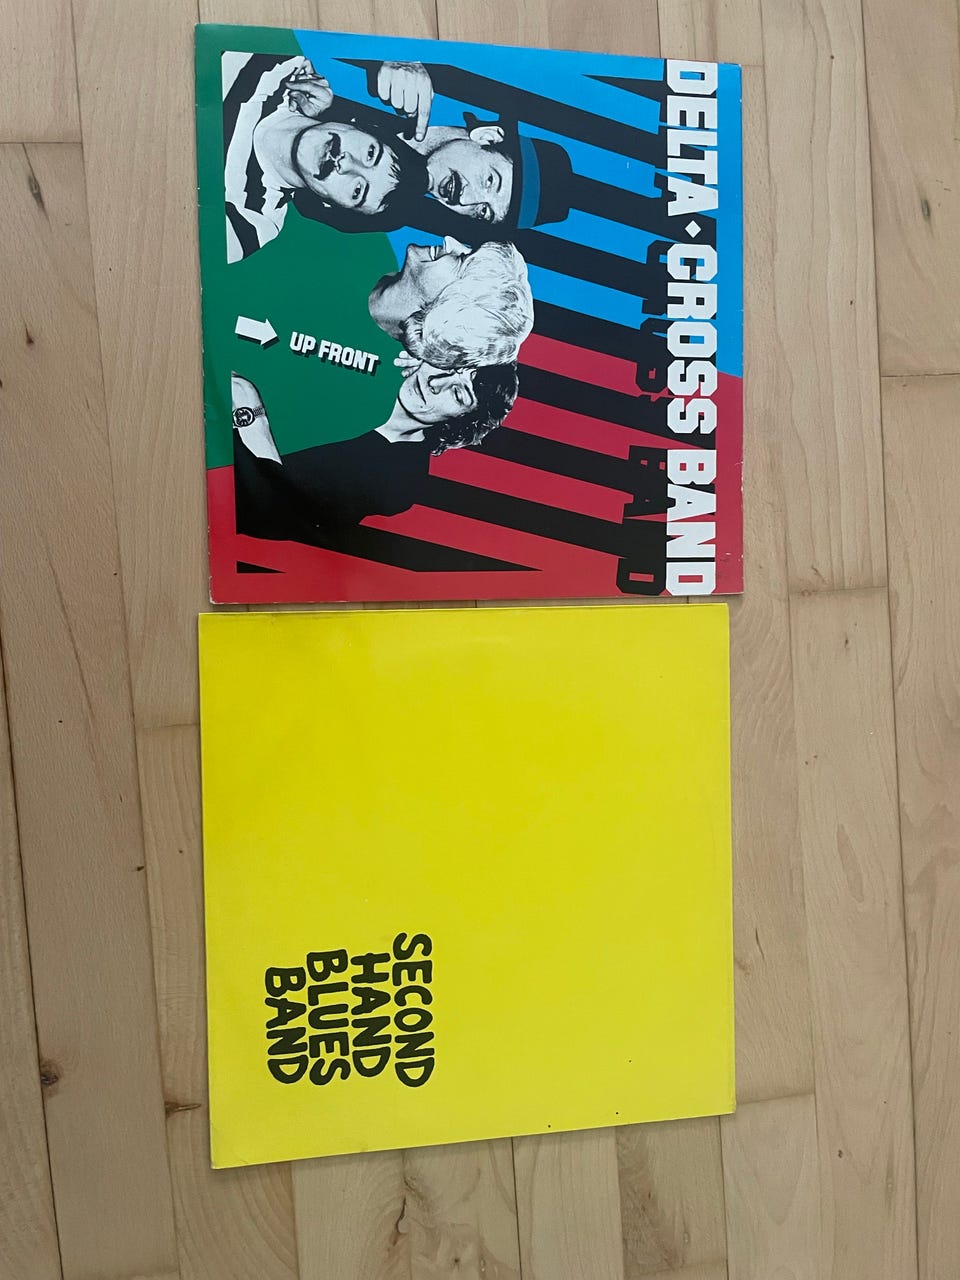 DELTA ◆ CROSS BAND
UP FRONT
SECOND
HAND
BLUES
BAND